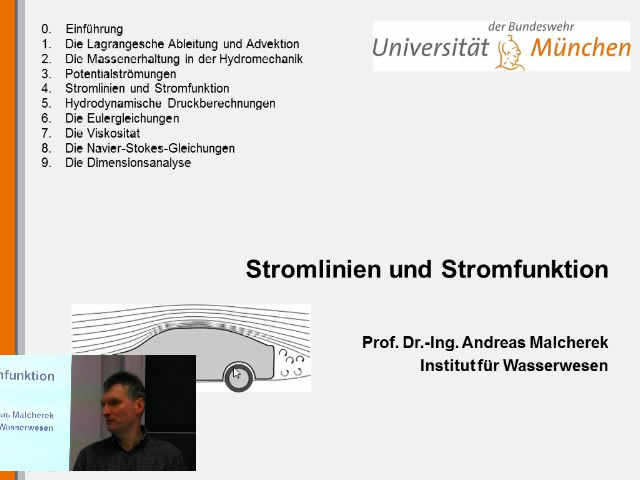 0. Einführung
1. Die Lagrangesche Ableitung und Advektion
2. Die Massenerhaltung in der Hydromechanik
3. Potentialströmungen
4. Stromlinien und Stromfunktion
5. Hydrodynamische Druckberechnungen
6. Die Eulergleichungen
7. Die Viskosität
8. Die Navier-Stokes-Gleichungen
9. Die Dimensionsanalyse
der Bundeswehr
Universität München
Stromlinien und Stromfunktion
Prof. Dr.-Ing. Andreas Malcherek
Institut für Wasserwesen
nfunktion
Malcherek
Wasserwesen